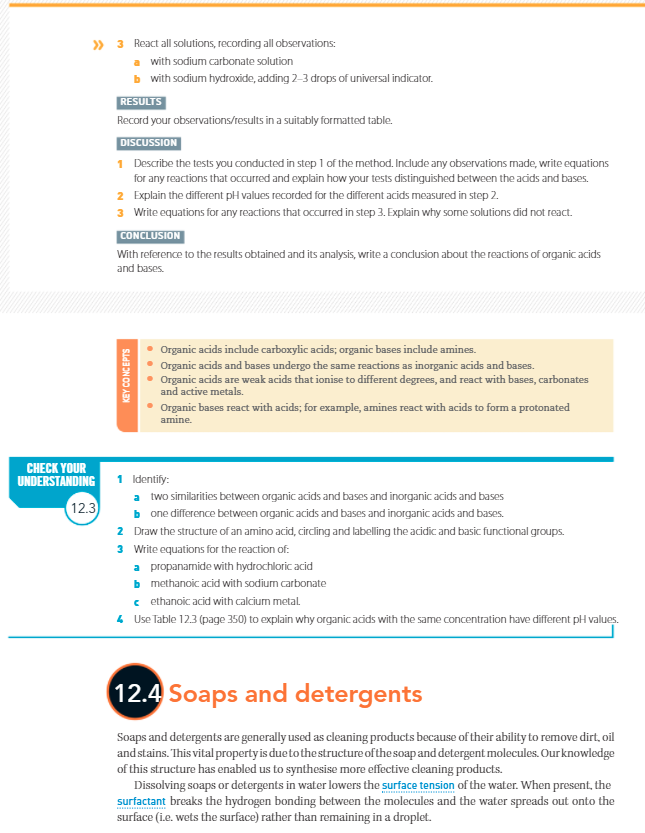 » 3 React all solutions, recording all observations:
a with sodium carbonate solution
b with sodium hydroxide, adding 2–3 drops of universal indicator.
RESULTS
Record your observations/results in a suitably formatted table.
DISCUSSION
1 Describe the tests you conducted in step 1 of the method. Include any observations made, write equations
for any reactions that occurred and explain how your tests distinguished between the acids and bases.
2 Explain the different pH values recorded for the different acids measured in step 2.
3 Write equations for any reactions that occurred in step 3. Explain why some solutions did not react.
CONCLUSION
With reference to the results obtained and its analysis, write a conclusion about the reactions of organic acids
and bases.
KEY CONCEPTS
• Organic acids include carboxylic acids; organic bases include amines.
• Organic acids and bases undergo the same reactions as inorganic acids and bases.
• Organic acids are weak acids that ionise to different degrees, and react with bases, carbonates
and active metals.
• Organic bases react with acids; for example, amines react with acids to form a protonated
amine.
CHECK YOUR
UNDERSTANDING
12.3
1 Identify:
a two similarities between organic acids and bases and inorganic acids and bases
b one difference between organic acids and bases and inorganic acids and bases.
2 Draw the structure of an amino acid, circling and labelling the acidic and basic functional groups.
3 Write equations for the reaction of:
a propanamide with hydrochloric acid
b methanoic acid with sodium carbonate
c ethanoic acid with calcium metal.
4 Use Table 12.3 (page 350) to explain why organic acids with the same concentration have different pH values.
12.4 Soaps and detergents
Soaps and detergents are generally used as cleaning products because of their ability to remove dirt, oil
and stains. This vital property is due to the structure of the soap and detergent molecules. Our knowledge
of this structure has enabled us to synthesise more effective cleaning products.
Dissolving soaps or detergents in water lowers the surface tension of the water. When present, the
surfactant breaks the hydrogen bonding between the molecules and the water spreads out onto the
surface (i.e. wets the surface) rather than remaining in a droplet.